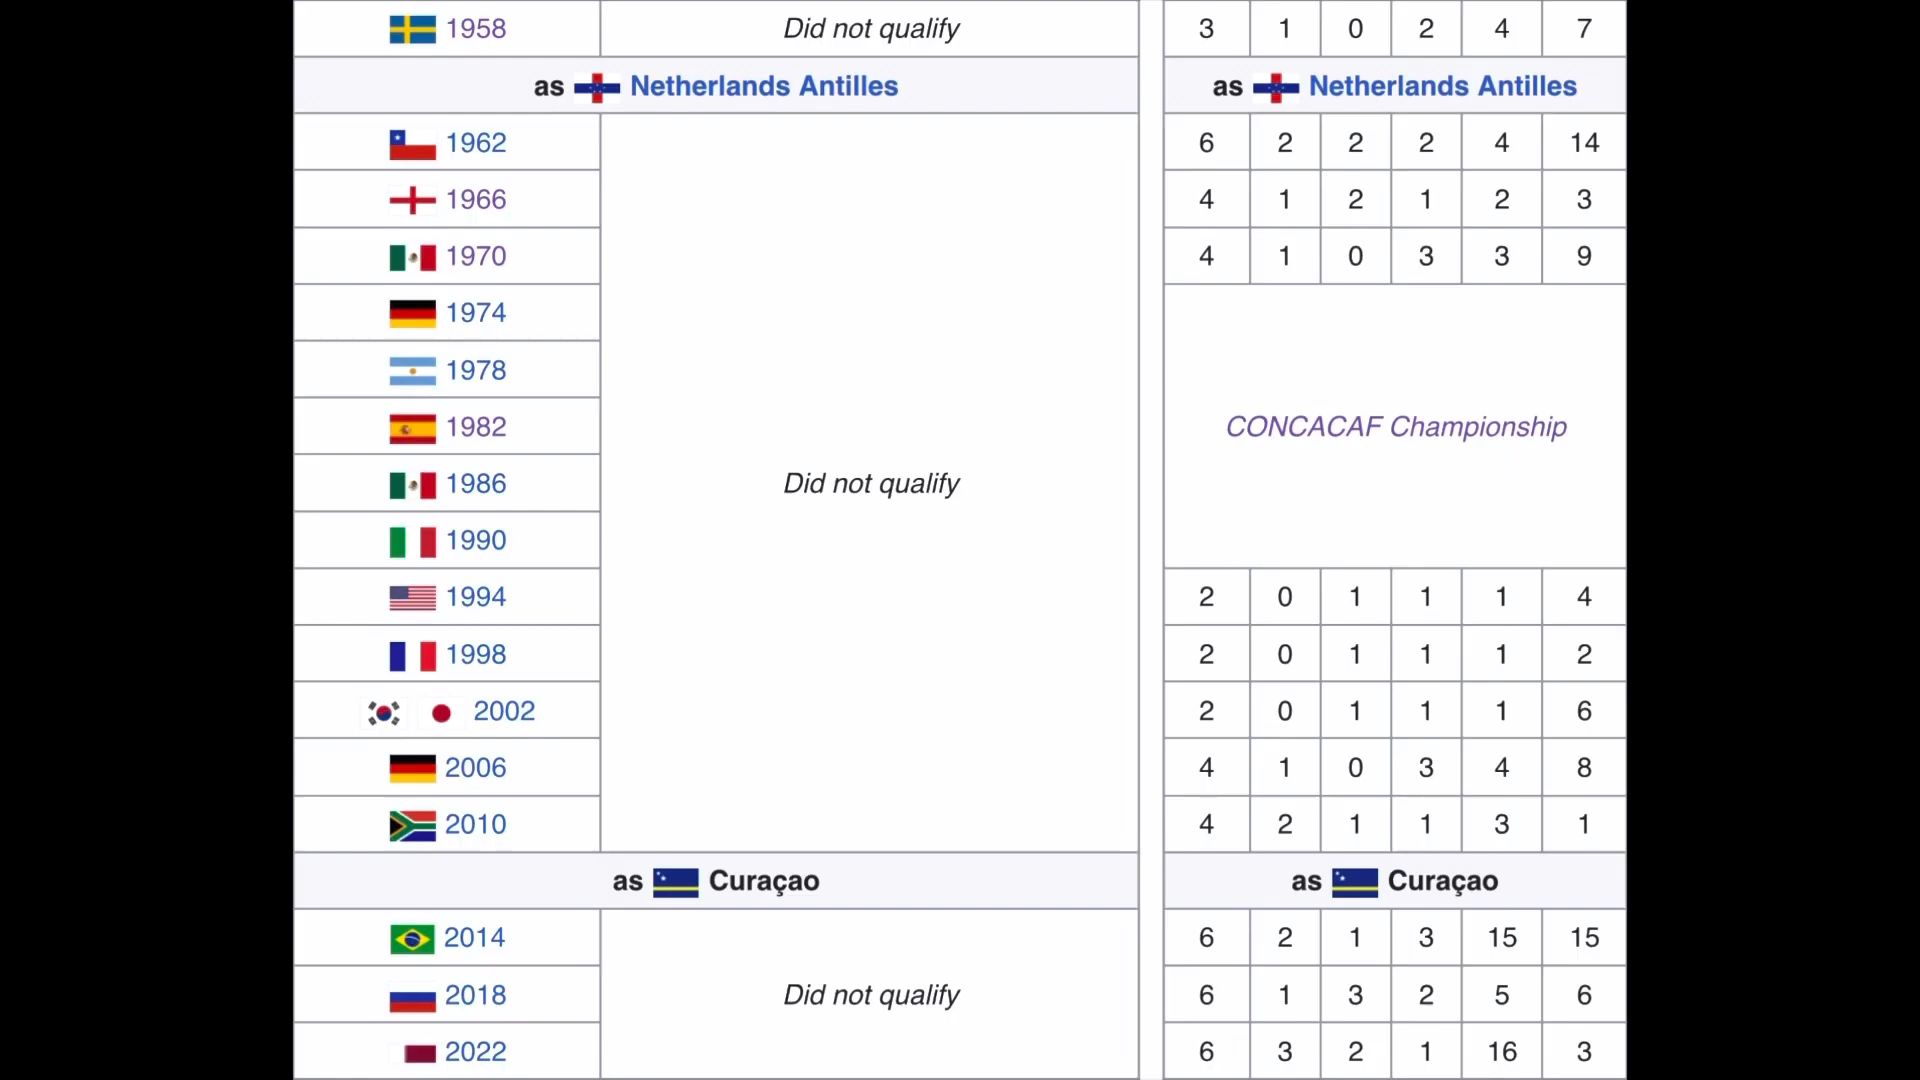 1958 Did not qualify 3 1 0 2 4 7
as Netherlands Antilles as Netherlands Antilles
1962 6 2 2 2 4 14
1966 4 1 2 1 2 3
1970 4 1 0 3 3 9
1974
1978
1982 CONCACAF Championship
1986 Did not qualify
1990
1994 2 0 1 1 1 4
1998 2 0 1 1 1 2
2002 2 0 1 1 1 6
2006 4 1 0 3 4 8
2010 4 2 1 1 3 1
as Curaçao as Curaçao
2014 6 2 1 3 15 15
2018 Did not qualify 6 1 3 2 5 6
2022 6 3 2 1 16 3